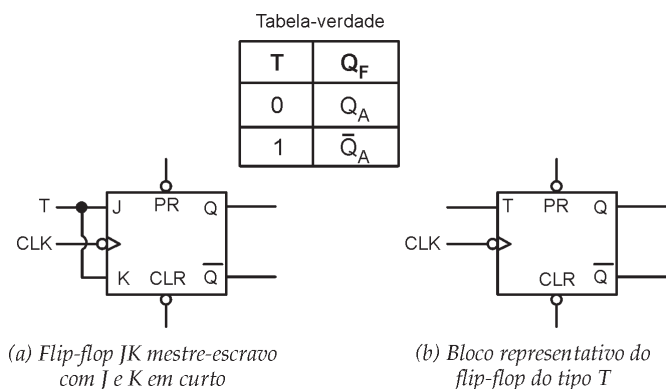 Tabela-verdade
T Q_F
0 Q_A
1 Q̄_A
T J PR Q
CLK
K CLR Q̄
T PR Q
CLK
CLR Q̄
(a) Flip-flop JK mestre-escravo
com J e K em curto
(b) Bloco representativo do
flip-flop do tipo T